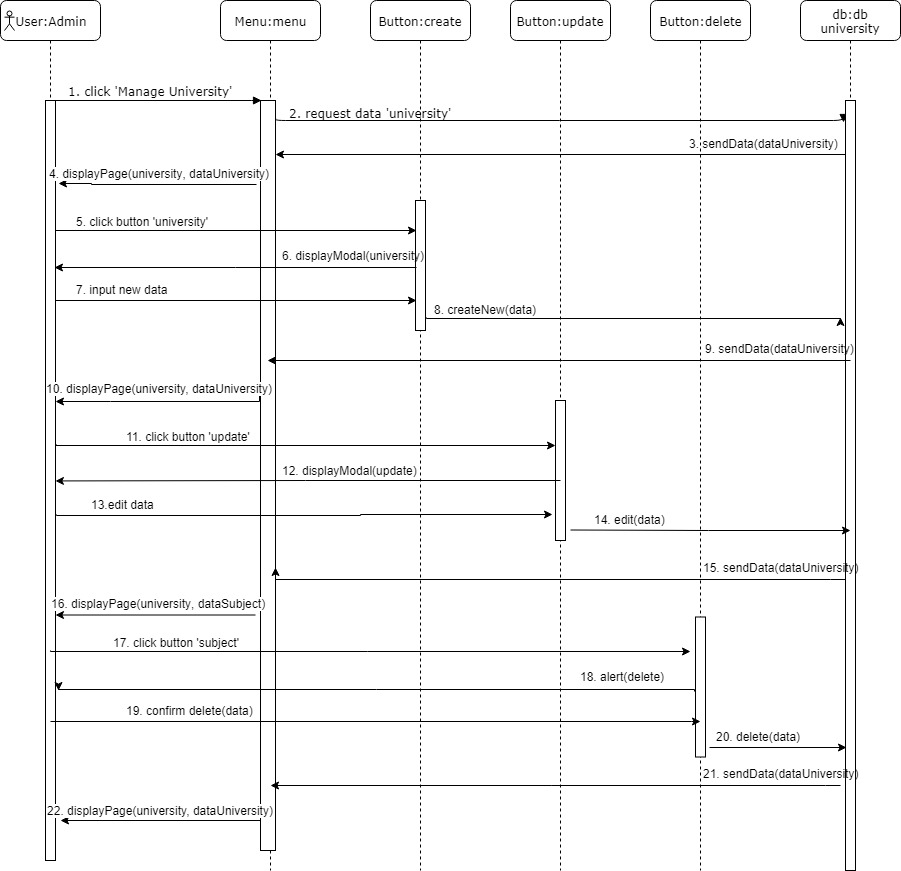 User:Admin
Menu:menu
Button:create
Button:update
Button:delete
db:db
university
1. click 'Manage University'
2. request data 'university'
3. sendData(dataUniversity)
4. displayPage(university, dataUniversity)
5. click button 'university'
6. displayModal(university)
7. input new data
8. createNew(data)
9. sendData(dataUniversity)
10. displayPage(university, dataUniversity)
11. click button 'update'
12. displayModal(update)
13.edit data
14. edit(data)
15. sendData(dataUniversity)
16. displayPage(university, dataSubject)
17. click button 'subject'
18. alert(delete)
19. confirm delete(data)
20. delete(data)
21. sendData(dataUniversity)
22. displayPage(university, dataUniversity)